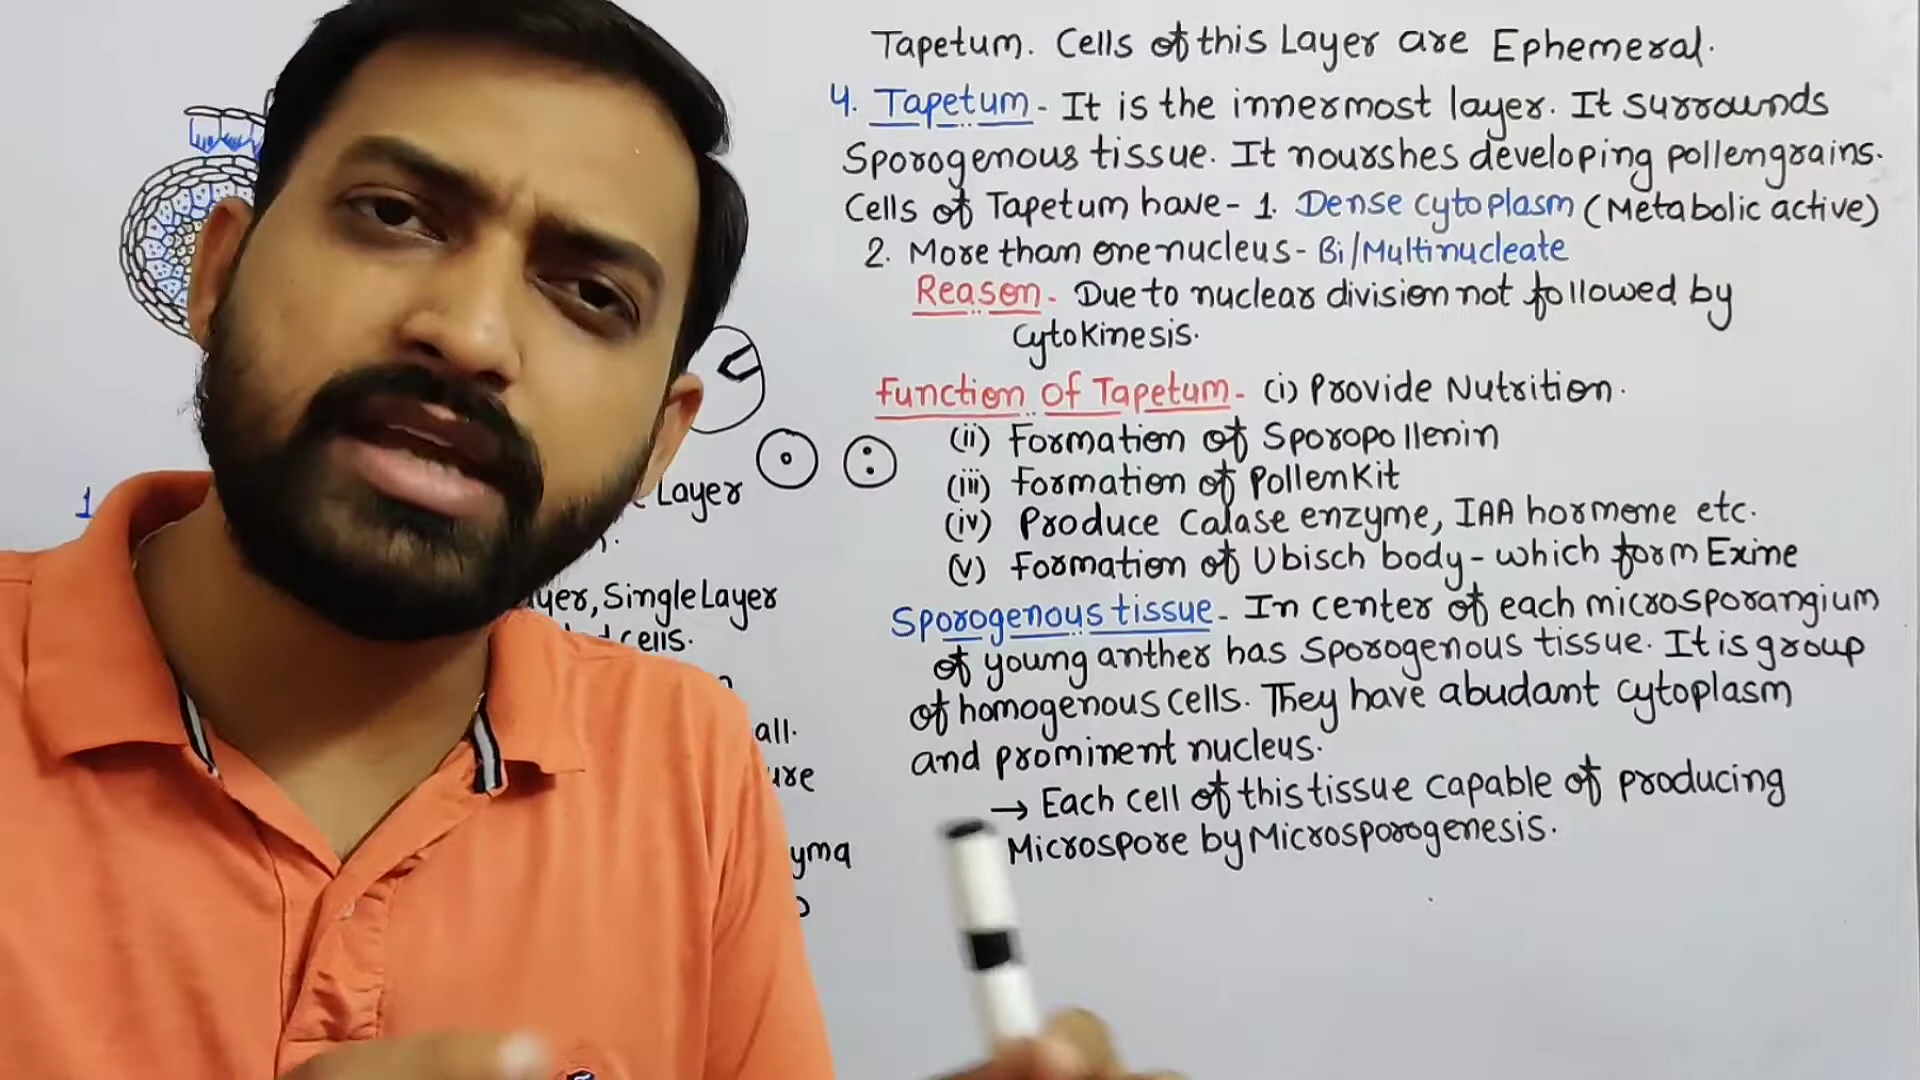 Tapetum. Cells of this Layer are Ephemeral.
4. Tapetum - It is the innermost layer. It surrounds
Sporogenous tissue. It nourshes developing pollengrains.
Cells of Tapetum have - 1. Dense cytoplasm (Metabolic active)
2. More than one nucleus - Bi/Multinucleate
Reason - Due to nuclear division not followed by
Cytokinesis.
Function of Tapetum - (i) Provide Nutrition.
(ii) Formation of Sporopollenin
(iii) Formation of PollenKit
(iv) Produce Calase enzyme, IAA hormone etc.
(v) Formation of Ubisch body - which form Exine
Sporogenous tissue - In center of each microsporangium
of young anther has Sporogenous tissue. It is group
of homogenous cells. They have abudant cytoplasm
and prominent nucleus.
→ Each cell of this tissue capable of producing
Microspore by Microsporogenesis.
1
Layer
, Single Layer
cells.
all.